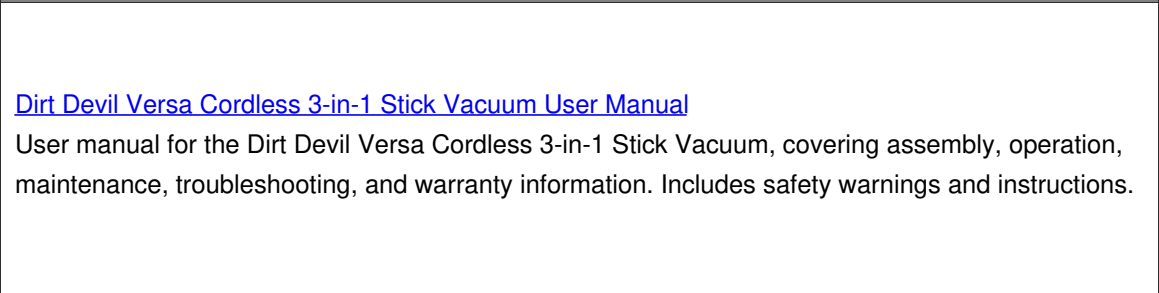 Dirt Devil Versa Cordless 3-in-1 Stick Vacuum User Manual
User manual for the Dirt Devil Versa Cordless 3-in-1 Stick Vacuum, covering assembly, operation,
maintenance, troubleshooting, and warranty information. Includes safety warnings and instructions.